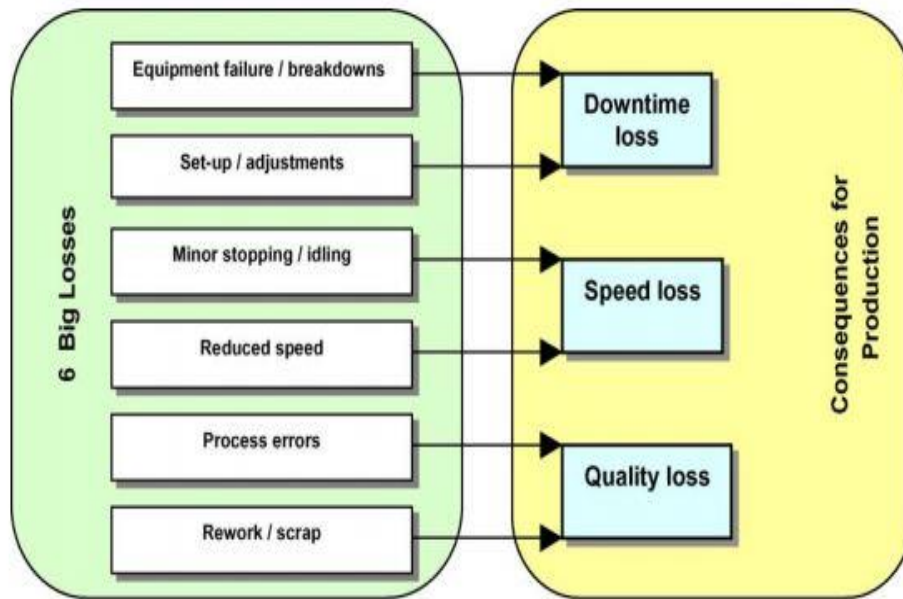 6 Big Losses
Equipment failure / breakdowns
Set-up / adjustments
Minor stopping / idling
Reduced speed
Process errors
Rework / scrap
Downtime
loss
Speed loss
Quality loss
Consequences for
Production